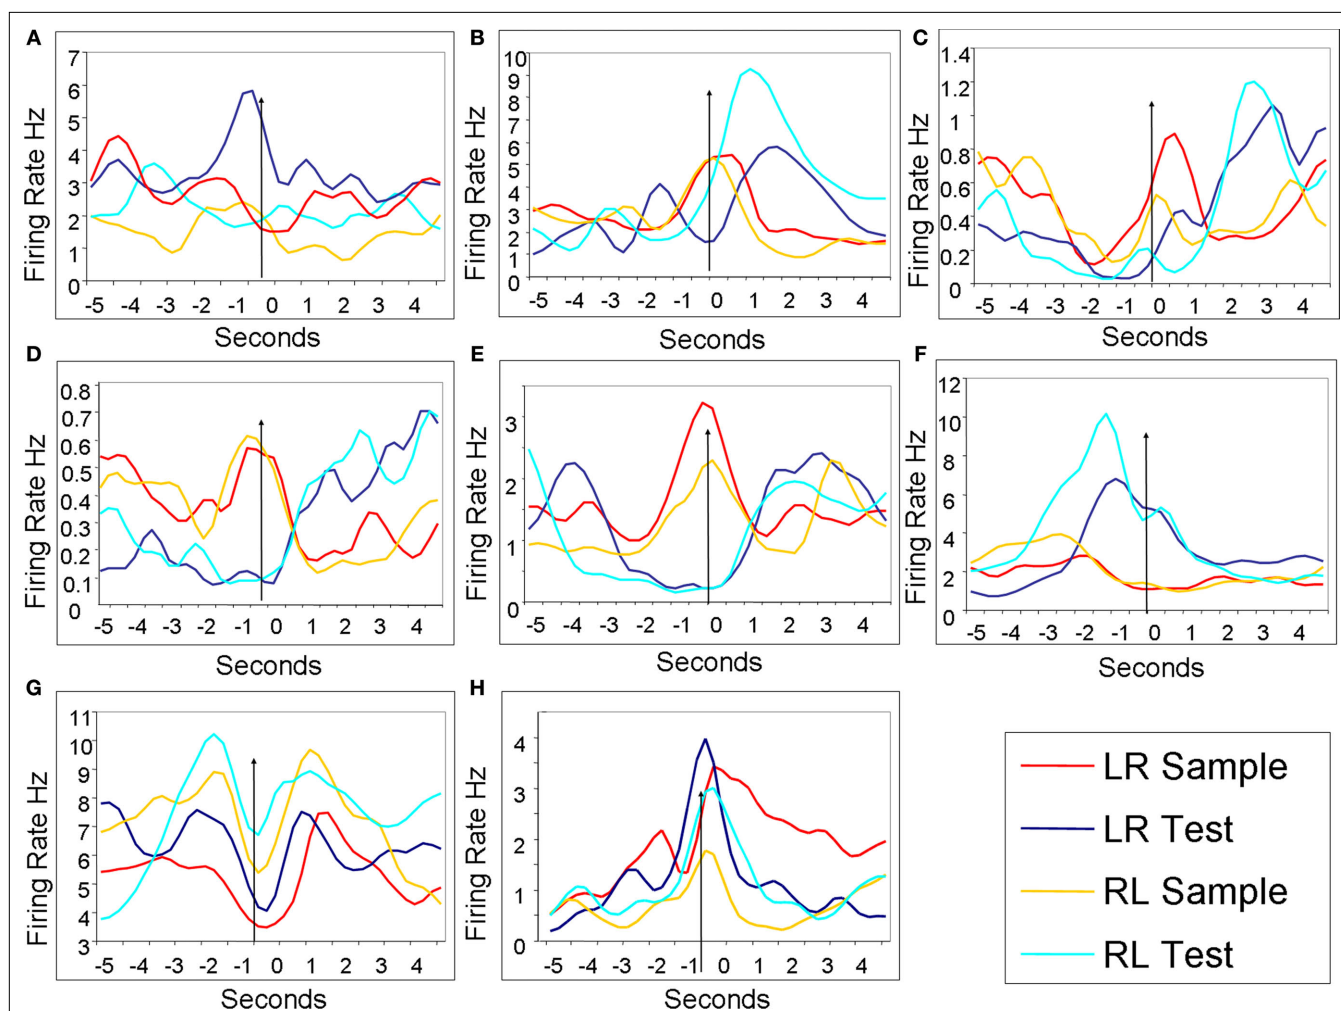 A
Firing Rate Hz
7
6
5
4
3
2
1
0
-5 -4 -3 -2 -1 0 1 2 3 4
Seconds
B
Firing Rate Hz
10
9
8
7
6
5
4
3
2
1
0
-5 -4 -3 -2 -1 0 1 2 3 4
Seconds
C
Firing Rate Hz
1.4
1.2
1
0.8
0.6
0.4
0.2
0
-5 -4 -3 -2 -1 0 1 2 3 4
Seconds
D
Firing Rate Hz
0.8
0.7
0.6
0.5
0.4
0.3
0.2
0.1
0
-5 -4 -3 -2 -1 0 1 2 3 4
Seconds
E
Firing Rate Hz
3
2
1
0
-5 -4 -3 -2 -1 0 1 2 3 4
Seconds
F
Firing Rate Hz
12
10
8
6
4
2
0
-5 -4 -3 -2 -1 0 1 2 3 4
Seconds
G
Firing Rate Hz
11
10
9
8
7
6
5
4
3
-5 -4 -3 -2 -1 0 1 2 3 4
Seconds
H
Firing Rate Hz
4
3
2
1
0
-5 -4 -3 -2 -1 0 1 2 3 4
Seconds
LR Sample
LR Test
RL Sample
RL Test